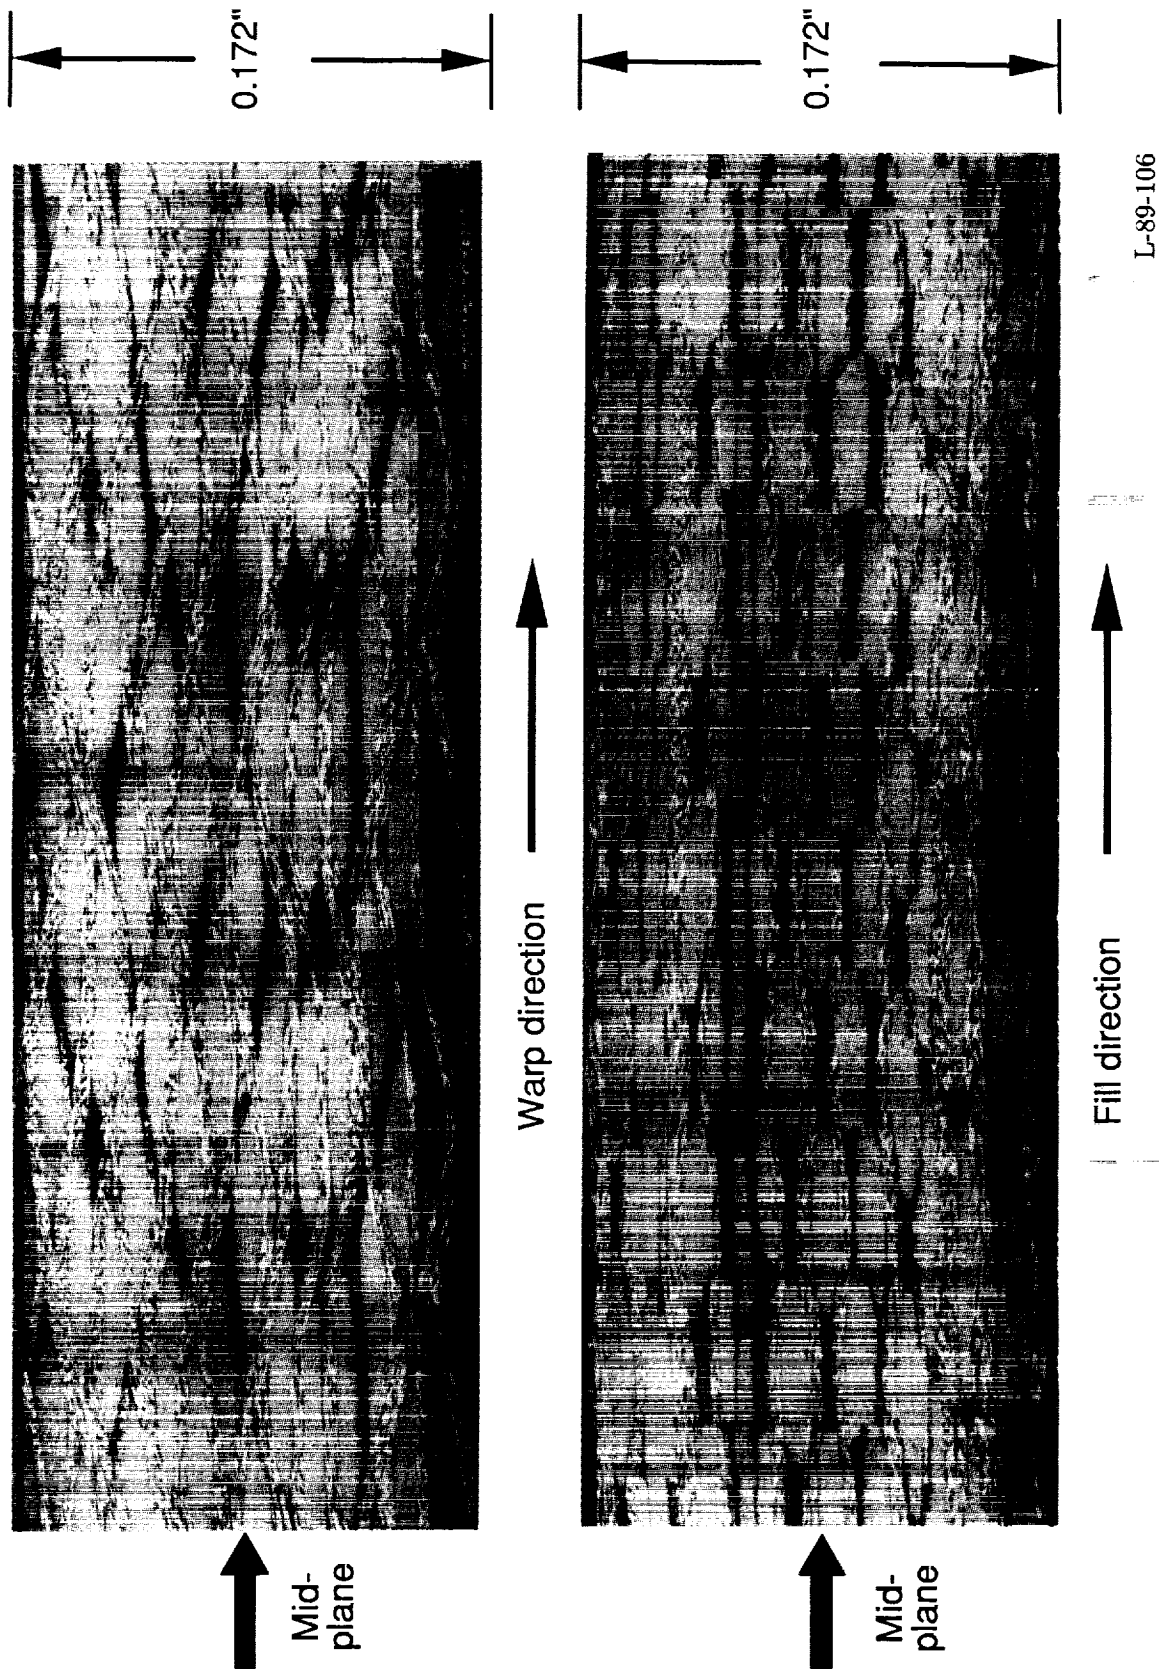 0.172"
Mid-
plane
Warp direction
0.172"
Mid-
plane
Fill direction
L-89-106